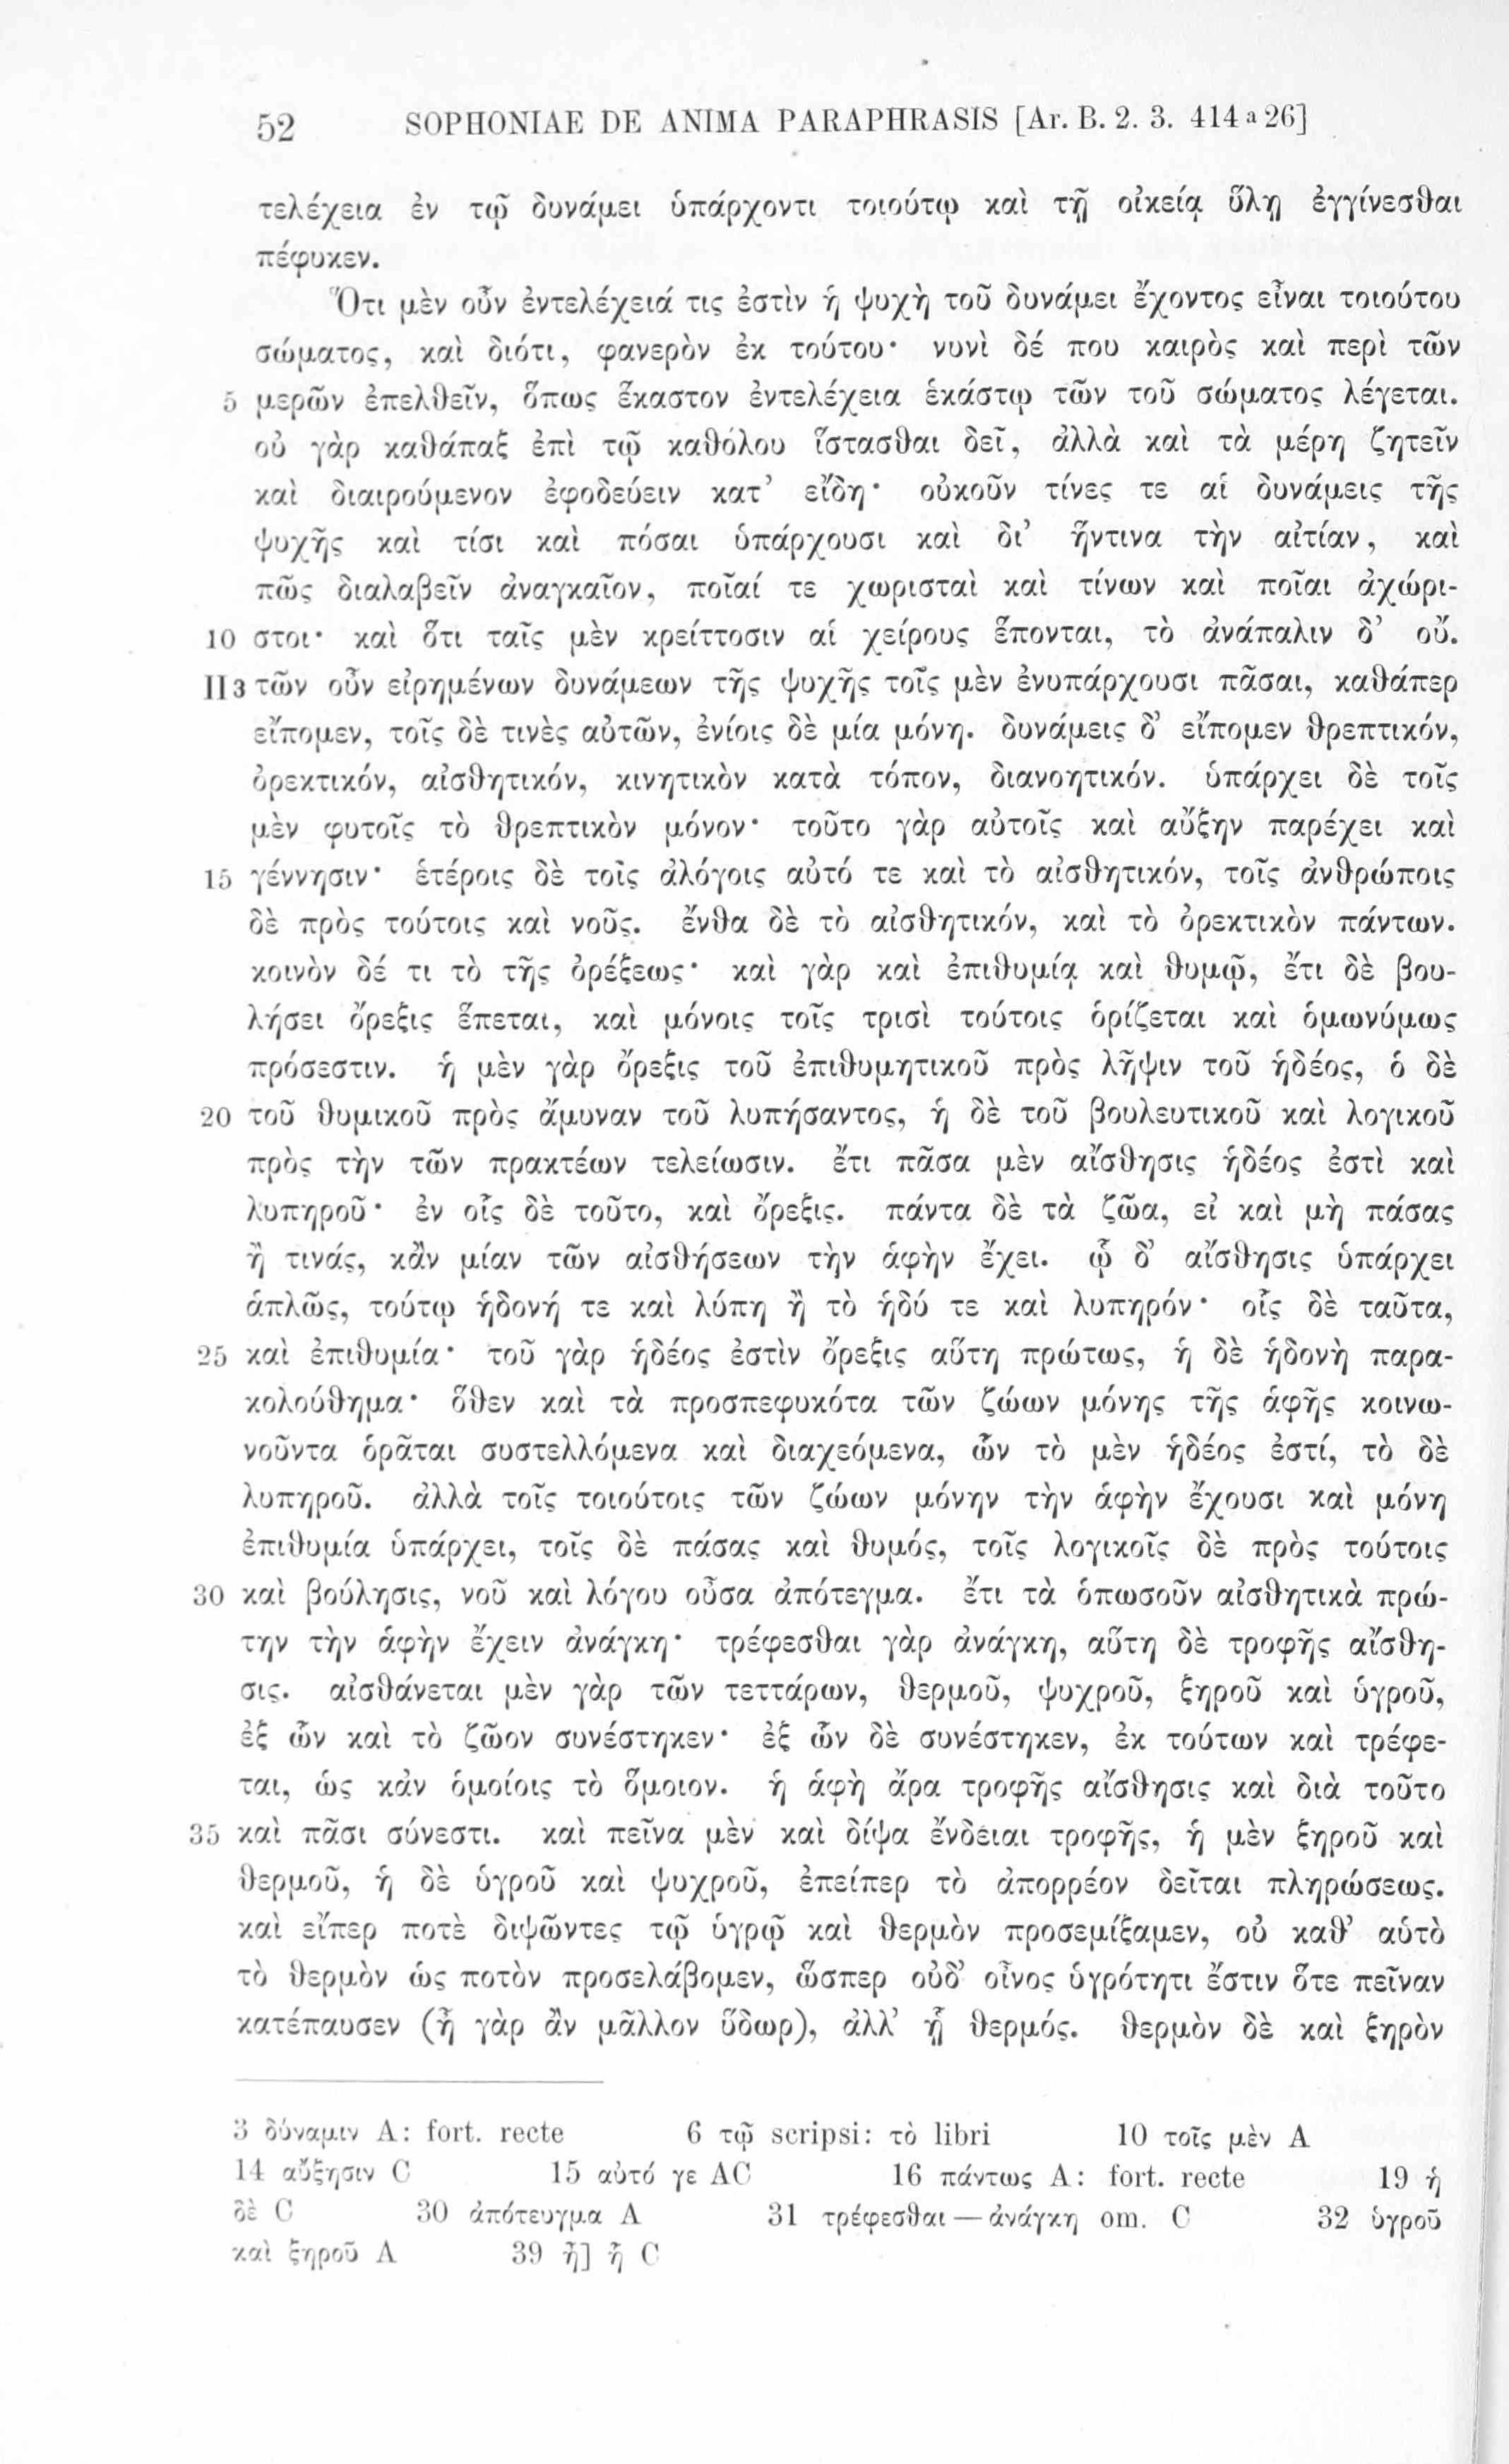 52 SOPHONIAE DE ANIMA PARAPHRASIS [Ar. B. 2. 3. 414 a 26]
τελέχεια ἐν τῷ δυνάμει ὑπάρχοντι τοιούτῳ καὶ τῇ οἰκείᾳ ὕλῃ ἐγγίνεσθαι
πέφυκεν.
Ὅτι μὲν οὖν ἐντελέχειά τις ἐστὶν ἡ ψυχὴ τοῦ δυνάμει ἔχοντος εἶναι τοιούτου
σώματος, καὶ διότι, φανερὸν ἐκ τούτου· νυνὶ δέ που καιρὸς καὶ περὶ τῶν
5 μερῶν ἐπελθεῖν, ὅπως ἕκαστον ἐντελέχεια ἑκάστῳ τῶν τοῦ σώματος λέγεται.
οὐ γὰρ καθάπαξ ἐπὶ τῷ καθόλου ἵστασθαι δεῖ, ἀλλὰ καὶ τὰ μέρη ζητεῖν
καὶ διαιρούμενον ἐφοδεύειν κατ’ εἴδη· οὐκοῦν τίνες τε αἱ δυνάμεις τῆς
ψυχῆς καὶ τίσι καὶ πόσαι ὑπάρχουσι καὶ δι’ ἥντινα τὴν αἰτίαν, καὶ
πῶς διαλαβεῖν ἀναγκαῖον, ποῖαί τε χωρισταὶ καὶ τίνων καὶ ποῖαι ἀχώρι-
10 στοι· καὶ ὅτι ταῖς μὲν κρείττοσιν αἱ χείρους ἕπονται, τὸ ἀνάπαλιν δ’ οὔ.
II 3 τῶν οὖν εἰρημένων δυνάμεων τῆς ψυχῆς τοῖς μὲν ἐνυπάρχουσι πᾶσαι, καθάπερ
εἴπομεν, τοῖς δὲ τινὲς αὐτῶν, ἐνίοις δὲ μία μόνη. δυνάμεις δ’ εἴπομεν θρεπτικόν,
ὀρεκτικόν, αἰσθητικόν, κινητικὸν κατὰ τόπον, διανοητικόν. ὑπάρχει δὲ τοῖς
μὲν φυτοῖς τὸ θρεπτικὸν μόνον· τοῦτο γὰρ αὐτοῖς καὶ αὔξην παρέχει καὶ
15 γέννησιν· ἑτέροις δὲ τοῖς ἀλόγοις αὐτό τε καὶ τὸ αἰσθητικόν, τοῖς ἀνθρώποις
δὲ πρὸς τούτοις καὶ νοῦς. ἔνθα δὲ τὸ αἰσθητικόν, καὶ τὸ ὀρεκτικὸν πάντων.
κοινὸν δέ τι τὸ τῆς ὀρέξεως· καὶ γὰρ καὶ ἐπιθυμίᾳ καὶ θυμῷ, ἔτι δὲ βου-
λήσει ὄρεξις ἕπεται, καὶ μόνοις τοῖς τρισὶ τούτοις ὁρίζεται καὶ ὁμωνύμως
πρόσεστιν. ἡ μὲν γὰρ ὄρεξις τοῦ ἐπιθυμητικοῦ πρὸς λῆψιν τοῦ ἡδέος, ὁ δὲ
20 τοῦ θυμικοῦ πρὸς ἄμυναν τοῦ λυπήσαντος, ἡ δὲ τοῦ βουλευτικοῦ καὶ λογικοῦ
πρὸς τὴν τῶν πρακτέων τελείωσιν. ἔτι πᾶσα μὲν αἴσθησις ἡδέος ἐστὶ καὶ
λυπηροῦ· ἐν οἷς δὲ τοῦτο, καὶ ὄρεξις. πάντα δὲ τὰ ζῶα, εἰ καὶ μὴ πάσας
ἢ τινάς, κἂν μίαν τῶν αἰσθήσεων τὴν ἁφὴν ἔχει. ᾧ δ’ αἴσθησις ὑπάρχει
ἁπλῶς, τούτῳ ἡδονή τε καὶ λύπη ἢ τὸ ἡδύ τε καὶ λυπηρόν· οἷς δὲ ταῦτα,
25 καὶ ἐπιθυμία· τοῦ γὰρ ἡδέος ἐστὶν ὄρεξις αὕτη πρώτως, ἡ δὲ ἡδονὴ παρα-
κολούθημα· ὅθεν καὶ τὰ προσπεφυκότα τῶν ζώων μόνης τῆς ἁφῆς κοινω-
νοῦντα ὁρᾶται συστελλόμενα καὶ διαχεόμενα, ὧν τὸ μὲν ἡδέος ἐστί, τὸ δὲ
λυπηροῦ. ἀλλὰ τοῖς τοιούτοις τῶν ζώων μόνην τὴν ἁφὴν ἔχουσι καὶ μόνη
ἐπιθυμία ὑπάρχει, τοῖς δὲ πάσας καὶ θυμός, τοῖς λογικοῖς δὲ πρὸς τούτοις
30 καὶ βούλησις, νοῦ καὶ λόγου οὖσα ἀπότεγμα. ἔτι τὰ ὁπωσοῦν αἰσθητικὰ πρώ-
την τὴν ἁφὴν ἔχειν ἀνάγκη· τρέφεσθαι γὰρ ἀνάγκη, αὕτη δὲ τροφῆς αἴσθη-
σις. αἰσθάνεται μὲν γὰρ τῶν τεττάρων, θερμοῦ, ψυχροῦ, ξηροῦ καὶ ὑγροῦ,
ἐξ ὧν καὶ τὸ ζῶον συνέστηκεν· ἐξ ὧν δὲ συνέστηκεν, ἐκ τούτων καὶ τρέφε-
ται, ὡς κἀν ὁμοίοις τὸ ὅμοιον. ἡ ἁφὴ ἄρα τροφῆς αἴσθησις καὶ διὰ τοῦτο
35 καὶ πᾶσι σύνεστι. καὶ πεῖνα μὲν καὶ δίψα ἔνδειαι τροφῆς, ἡ μὲν ξηροῦ καὶ
θερμοῦ, ἡ δὲ ὑγροῦ καὶ ψυχροῦ, ἐπείπερ τὸ ἀπορρέον δεῖται πληρώσεως.
καὶ εἴπερ ποτὲ διψῶντες τῷ ὑγρῷ καὶ θερμὸν προσεμίξαμεν, οὐ καθ’ αὑτὸ
τὸ θερμὸν ὡς ποτὸν προσελάβομεν, ὥσπερ οὐδ’ οἶνος ὑγρότητι ἔστιν ὅτε πεῖναν
κατέπαυσεν (ἦ γὰρ ἂν μᾶλλον ὕδωρ), ἀλλ’ ᾗ θερμός. θερμὸν δὲ καὶ ξηρὸν
3 δύναμιν A: fort. recte 6 τῷ scripsi: τὸ libri 10 τοῖς μὲν A
14 αὔξησιν C 15 αὐτό γε AC 16 πάντως A: fort. recte 19 ἡ
δὲ C 30 ἀπότευγμα A 31 τρέφεσθαι — ἀνάγκη om. C 32 ὑγροῦ
καὶ ξηροῦ A 39 ἦ] ἢ C